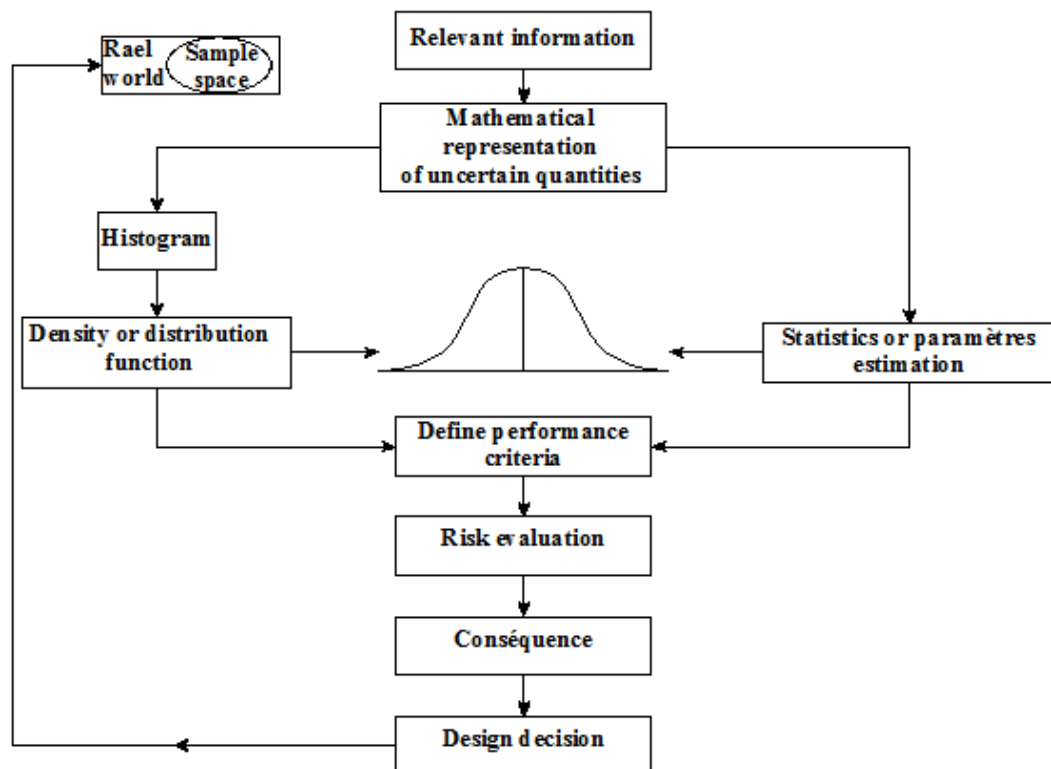 Rael
world
Sample
space
Relevant information
Mathematical
representation
of uncertain quantities
Histogram
Density or distribution
function
Statistics or paramètres
estimation
Define performance
criteria
Risk evaluation
Conséquence
Design decision